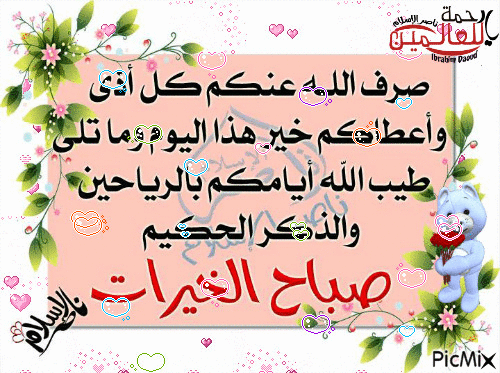 رحمة للعالمين
ناصر الإسلام
Ibrahim Daood
صرف الله عنكم كل أذى
وأعطاكم خير هذا اليوم وما تلى
طيب الله أيامكم بالرياحين
والذكر الحكيم
صباح الخيرات
ناصر الإسلام
PicMix